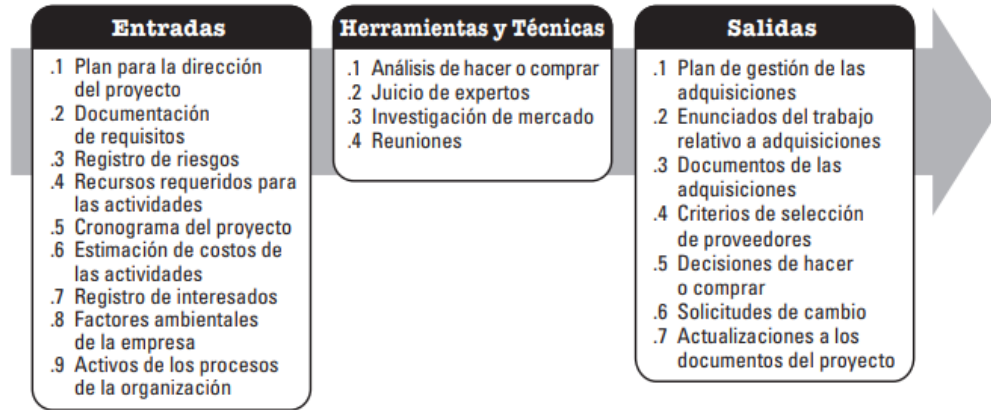 Entradas
.1 Plan para la dirección
del proyecto
.2 Documentación
de requisitos
.3 Registro de riesgos
.4 Recursos requeridos para
las actividades
.5 Cronograma del proyecto
.6 Estimación de costos de
las actividades
.7 Registro de interesados
.8 Factores ambientales
de la empresa
.9 Activos de los procesos
de la organización
Herramientas y Técnicas
.1 Análisis de hacer o comprar
.2 Juicio de expertos
.3 Investigación de mercado
.4 Reuniones
Salidas
.1 Plan de gestión de las
adquisiciones
.2 Enunciados del trabajo
relativo a adquisiciones
.3 Documentos de las
adquisiciones
.4 Criterios de selección
de proveedores
.5 Decisiones de hacer
o comprar
.6 Solicitudes de cambio
.7 Actualizaciones a los
documentos del proyecto